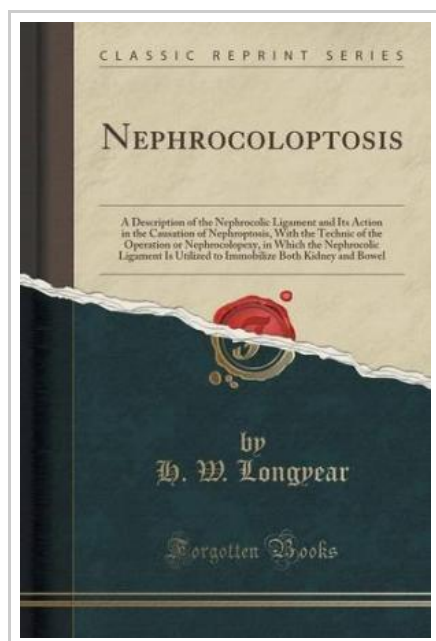 CLASSIC REPRINT SERIES
NEPHROCOLOPTOSIS
A Description of the Nephrocolic Ligament and Its Action
in the Causation of Nephroptosis, With the Technic of the
Operation or Nephrocolopexy, in Which the Nephrocolic
Ligament Is Utilized to Immobilize Both Kidney and Bowel
F
by
H. W. Longyear
Forgotten Books